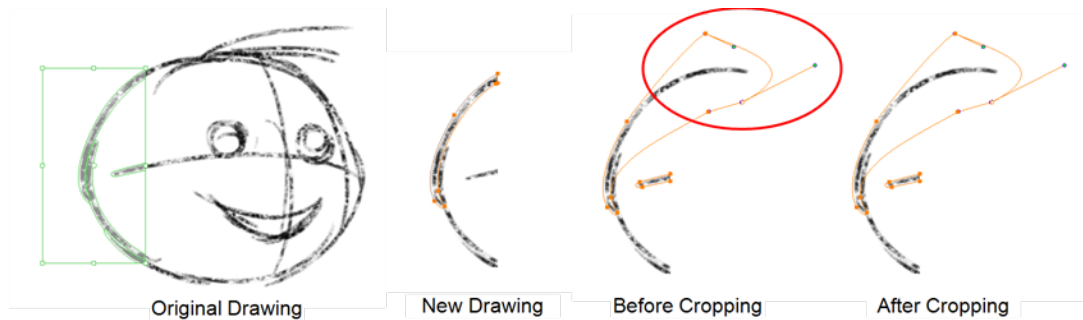 Original Drawing
New Drawing
Before Cropping
After Cropping